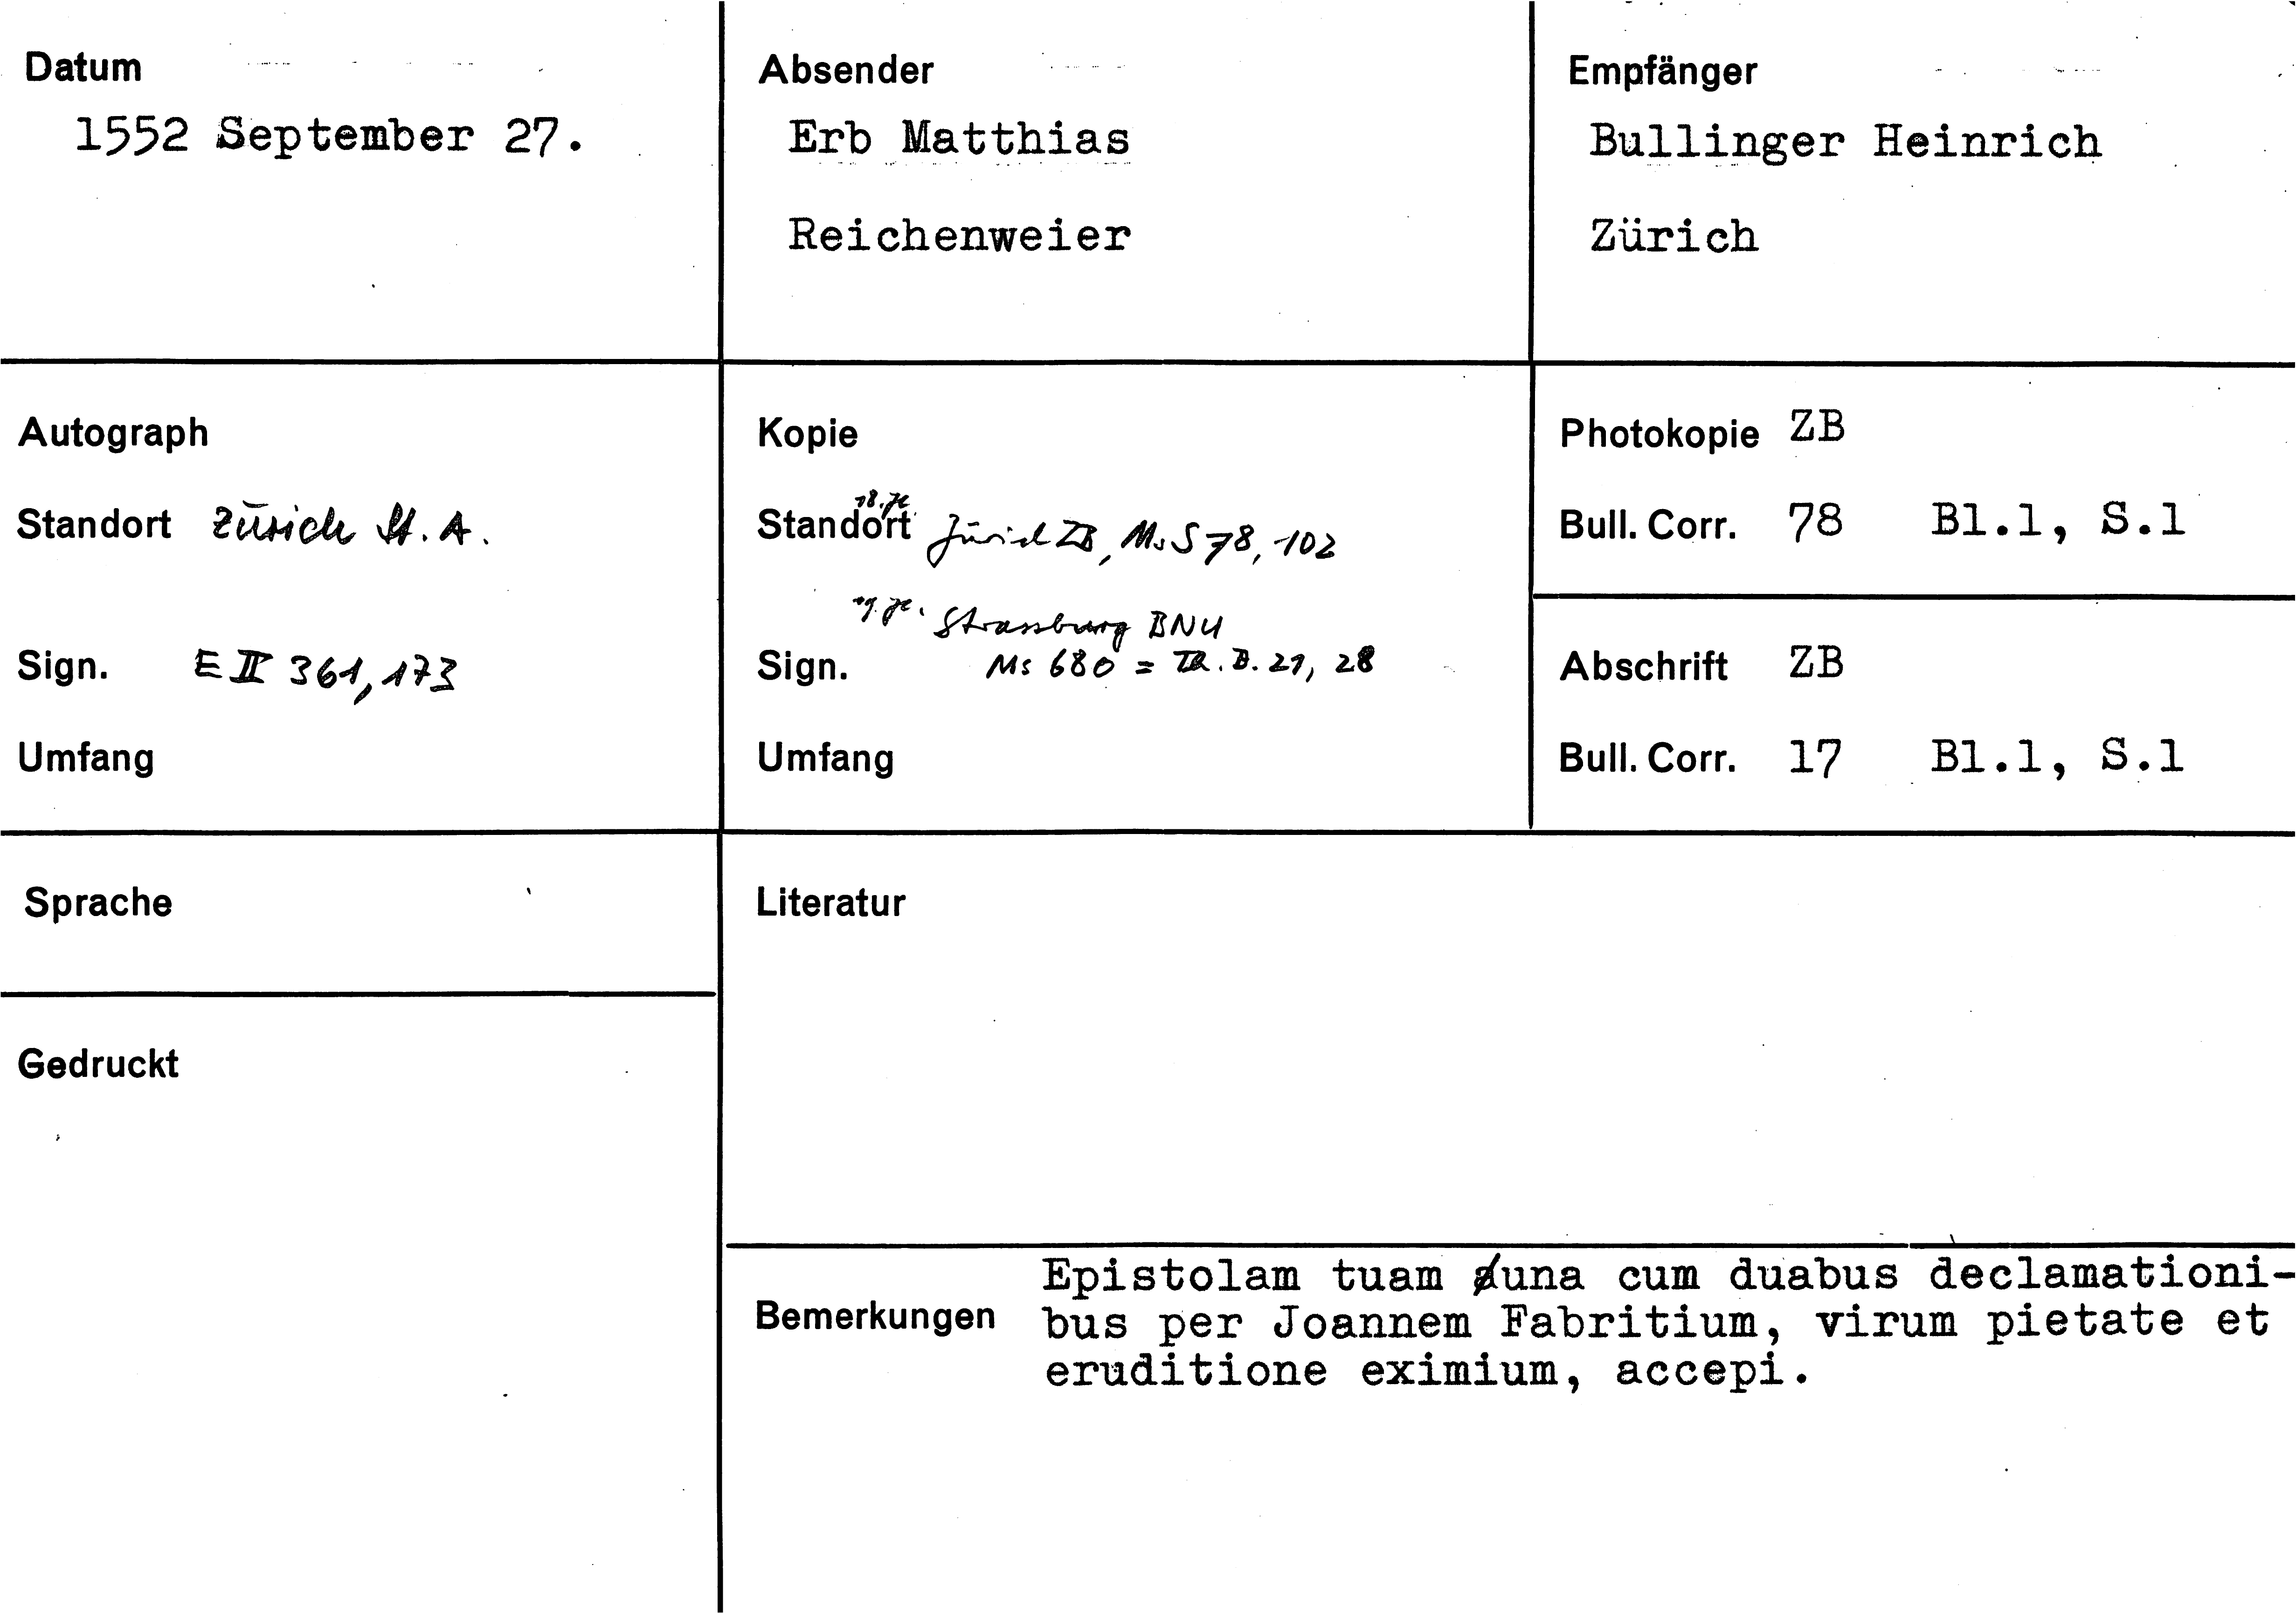 Datum
1552 September 27.
Absender
Erb Matthias
Reichenweier
Empfänger
Bullinger Heinrich
Zürich
Autograph
Standort Zürich St. A.
Sign. E II 361, 173
Umfang
Kopie
18. Jh.
Standort Zürich ZB, Ms S 78, 102
19. Jh. Strassburg BNU
Sign. Ms 680 = TR. B. 21, 28
Umfang
Photokopie ZB
Bull. Corr. 78 Bl.1, S.1
Abschrift ZB
Bull. Corr. 17 Bl.1, S.1
Sprache
Gedruckt
Literatur
Bemerkungen
Epistolam tuam una cum duabus declamationi-
bus per Joannem Fabritium, virum pietate et
eruditione eximium, accepi.